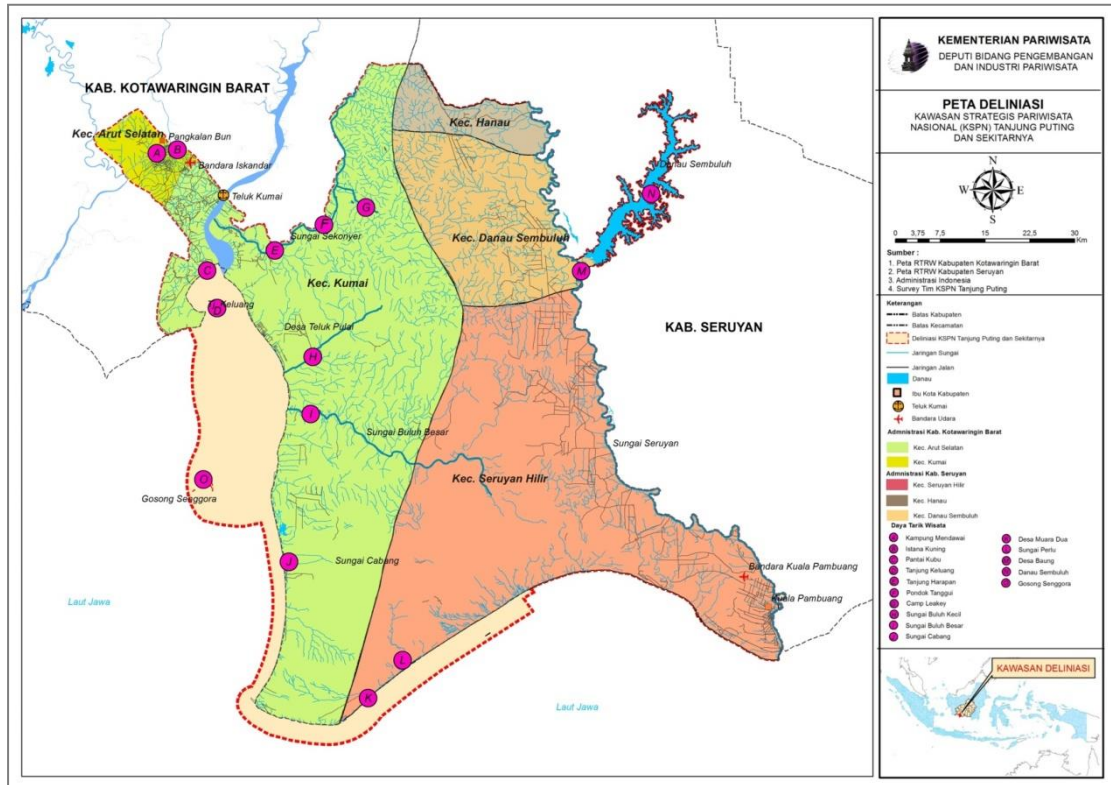 KAB. KOTAWARINGIN BARAT
Kec. Arut Selatan
Pangkalan Bun
A
B
Bandara Iskandar
Teluk Kumai
Kec. Hanau
Danau Sembuluh
N
G
F
E
Sungai Sekonyer
Kec. Danau Sembuluh
M
C
Kec. Kumai
Keluang
D
Desa Teluk Pulai
KAB. SERUYAN
H
I
Sungai Buluh Besar
Sungai Seruyan
Kec. Seruyan Hilir
O
Gosong Senggora
Sungai Cabang
J
Bandara Kuala Pambuang
Kuala Pambuang
Laut Jawa
L
K
Laut Jawa
KEMENTERIAN PARIWISATA
DEPUTI BIDANG PENGEMBANGAN
DAN INDUSTRI PARIWISATA
PETA DELINIASI
KAWASAN STRATEGIS PARIWISATA
NASIONAL (KSPN) TANJUNG PUTING
DAN SEKITARNYA
N
W E
S
0 3,75 7,5 15 22,5 30
Km
Sumber :
1. Peta RTRW Kabupaten Kotawaringin Barat
2. Peta RTRW Kabupaten Seruyan
3. Administrasi Indonesia
4. Survey Tim KSPN Tanjung Puting
Keterangan
Batas Kabupaten
Batas Kecamatan
Deliniasi KSPN Tanjung Puting dan Sekitarnya
Jaringan Sungai
Jaringan Jalan
Danau
Ibu Kota Kabupaten
Teluk Kumai
Bandara Udara
Kab. Kotawaringin Barat
Kec. Arut Selatan
Kec. Kumai
Kab. Seruyan
Kec. Seruyan Hilir
Kec. Hanau
Kec. Danau Sembuluh
Daya Tarik Wisata
Kampung Mendawai
Istana Kuning
Pantai Kubu
Tanjung Keluang
Tanjung Harapan
Pondok Tanggui
Camp Leakey
Sungai Buluh Kecil
Sungai Buluh Besar
Sungai Cabang
Desa Muara Dua
Sungai Perlu
Desa Baung
Danau Sembuluh
Gosong Senggora
KAWASAN DELINIASI